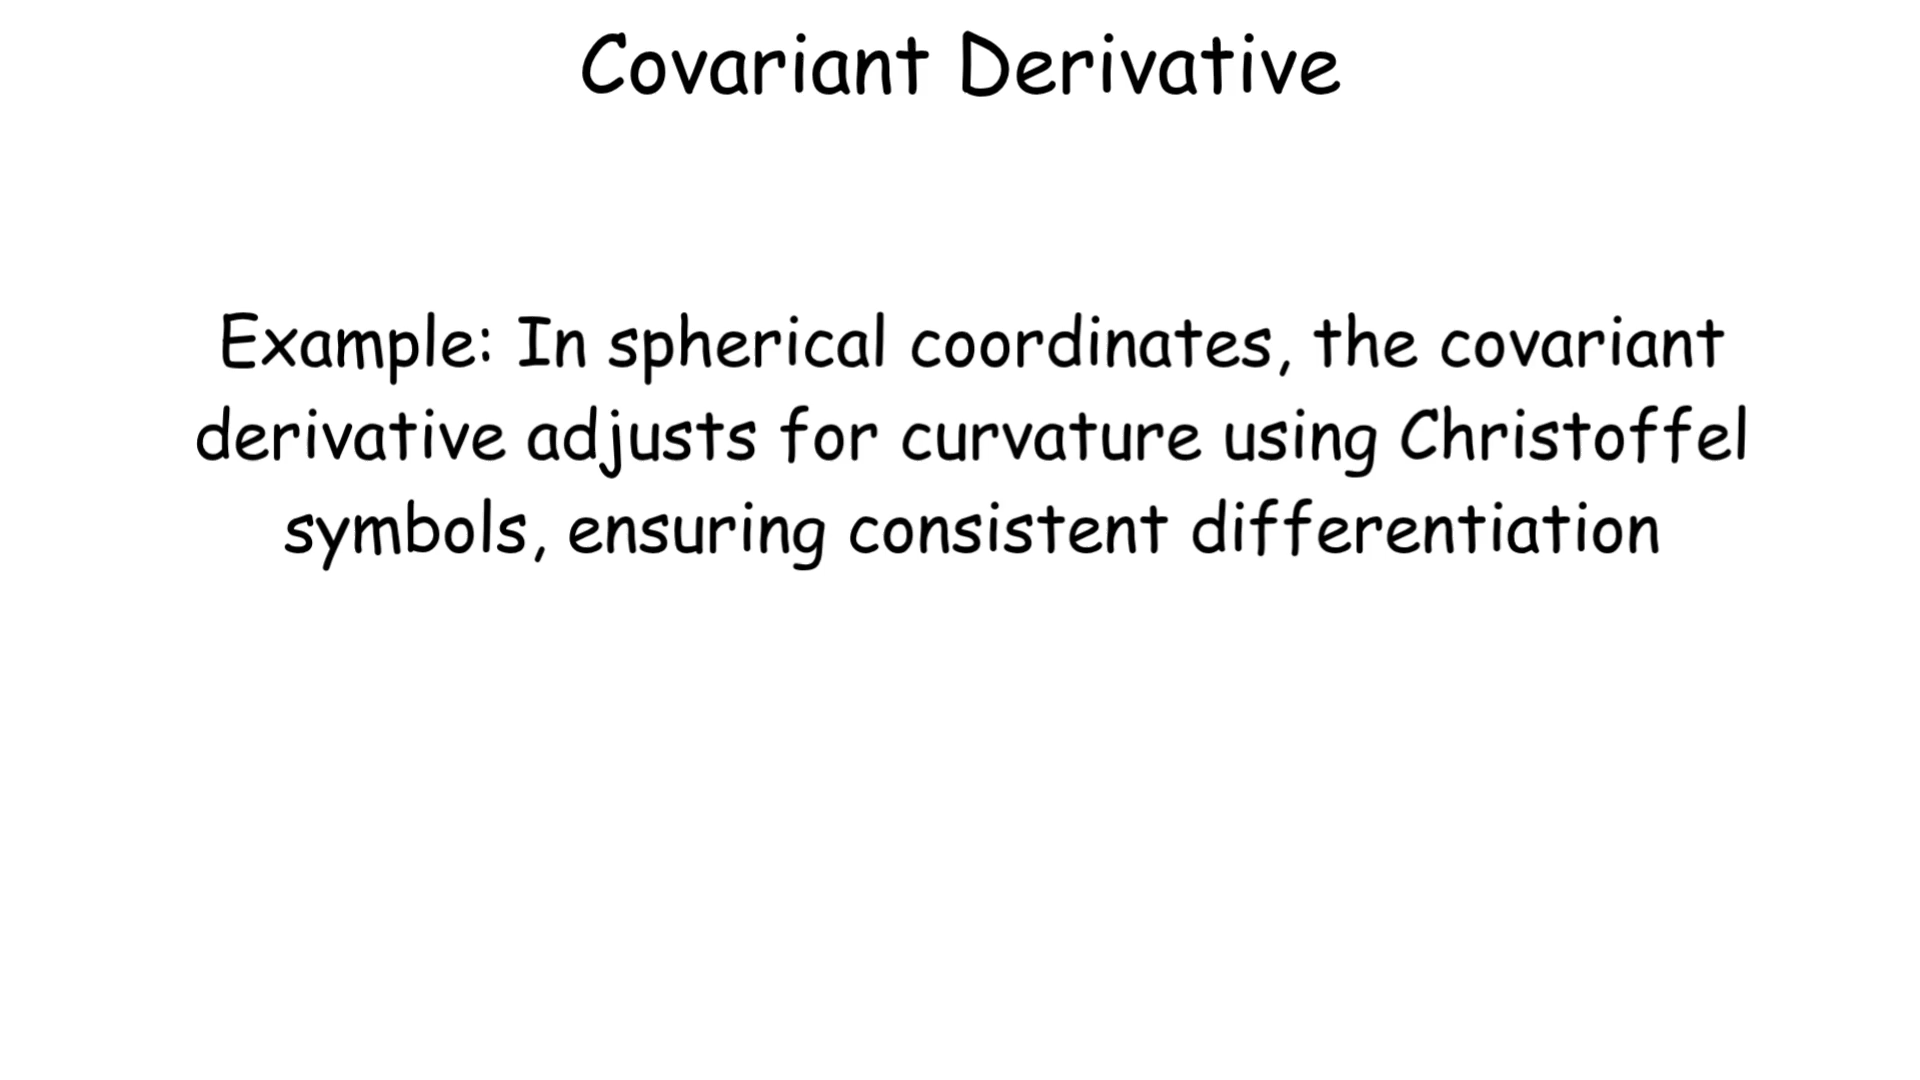 Covariant Derivative
Example: In spherical coordinates, the covariant
derivative adjusts for curvature using Christoffel
symbols, ensuring consistent differentiation